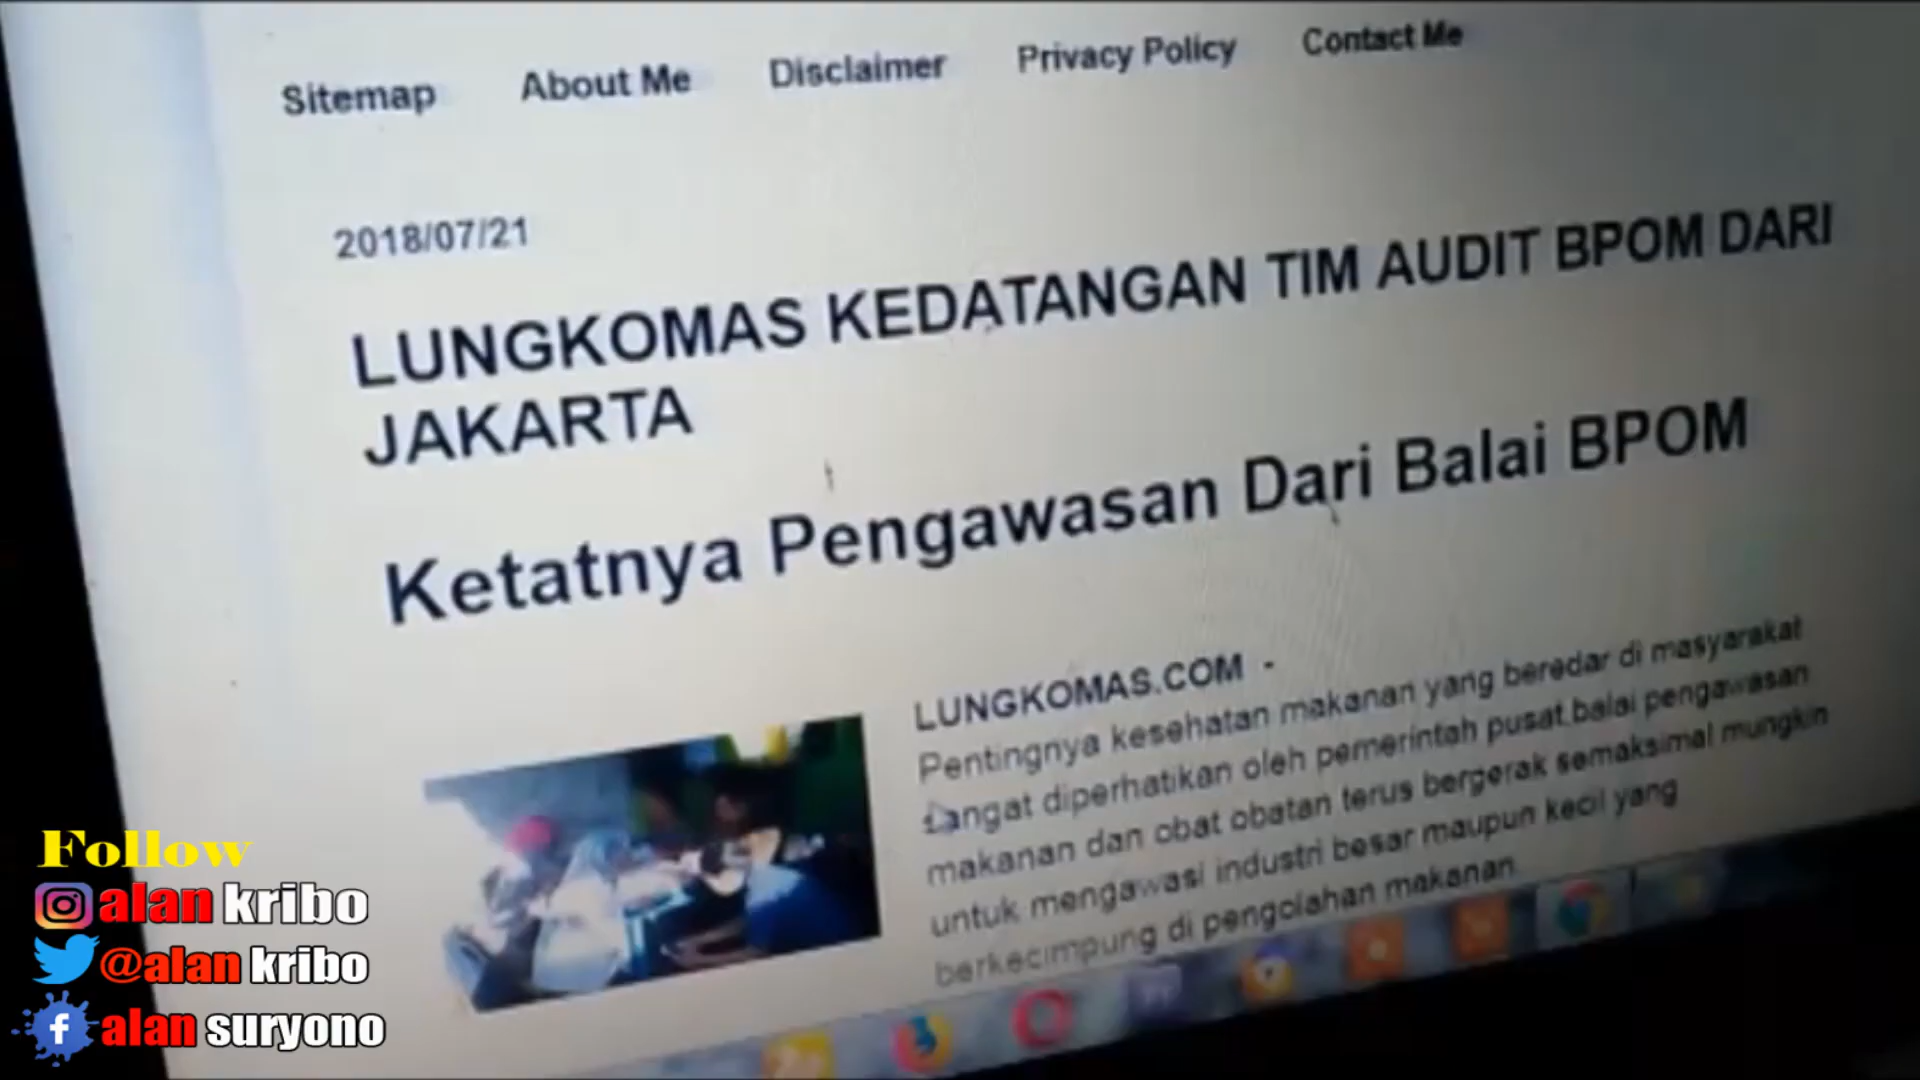 Sitemap About Me Disclaimer Privacy Policy Contact Me
2018/07/21
LUNGKOMAS KEDATANGAN TIM AUDIT BPOM DARI
JAKARTA
Ketatnya Pengawasan Dari Balai BPOM
LUNGKOMAS.COM -
Pentingnya kesehatan makanan yang beredar di masyarakat
sangat diperhatikan oleh pemerintah pusat,balai pengawasan
makanan dan obat obatan terus bergerak semaksimal mungkin
untuk mengawasi industri besar maupun kecil yang
berkecimpung di pengolahan makanan
Follow
alan kribo
@alan kribo
f alan suryono